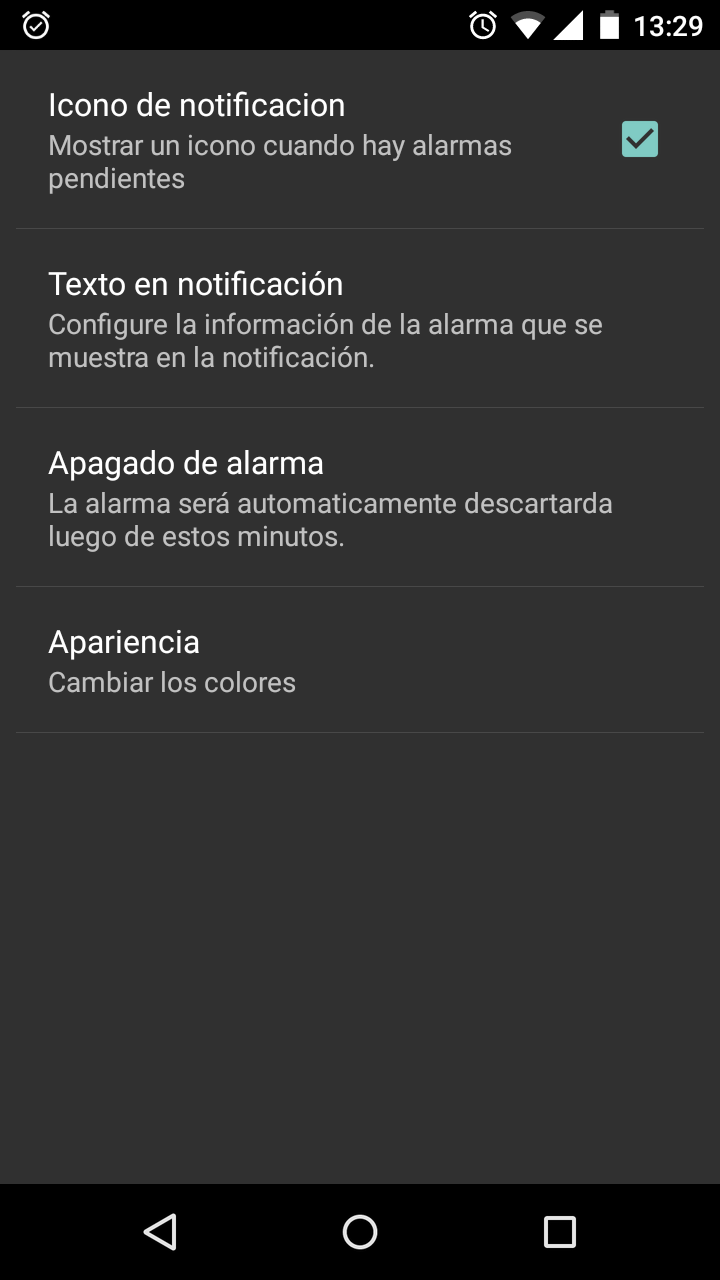 13:29
Icono de notificacion
Mostrar un icono cuando hay alarmas
pendientes
Texto en notificación
Configure la información de la alarma que se
muestra en la notificación.
Apagado de alarma
La alarma será automaticamente descartarda
luego de estos minutos.
Apariencia
Cambiar los colores